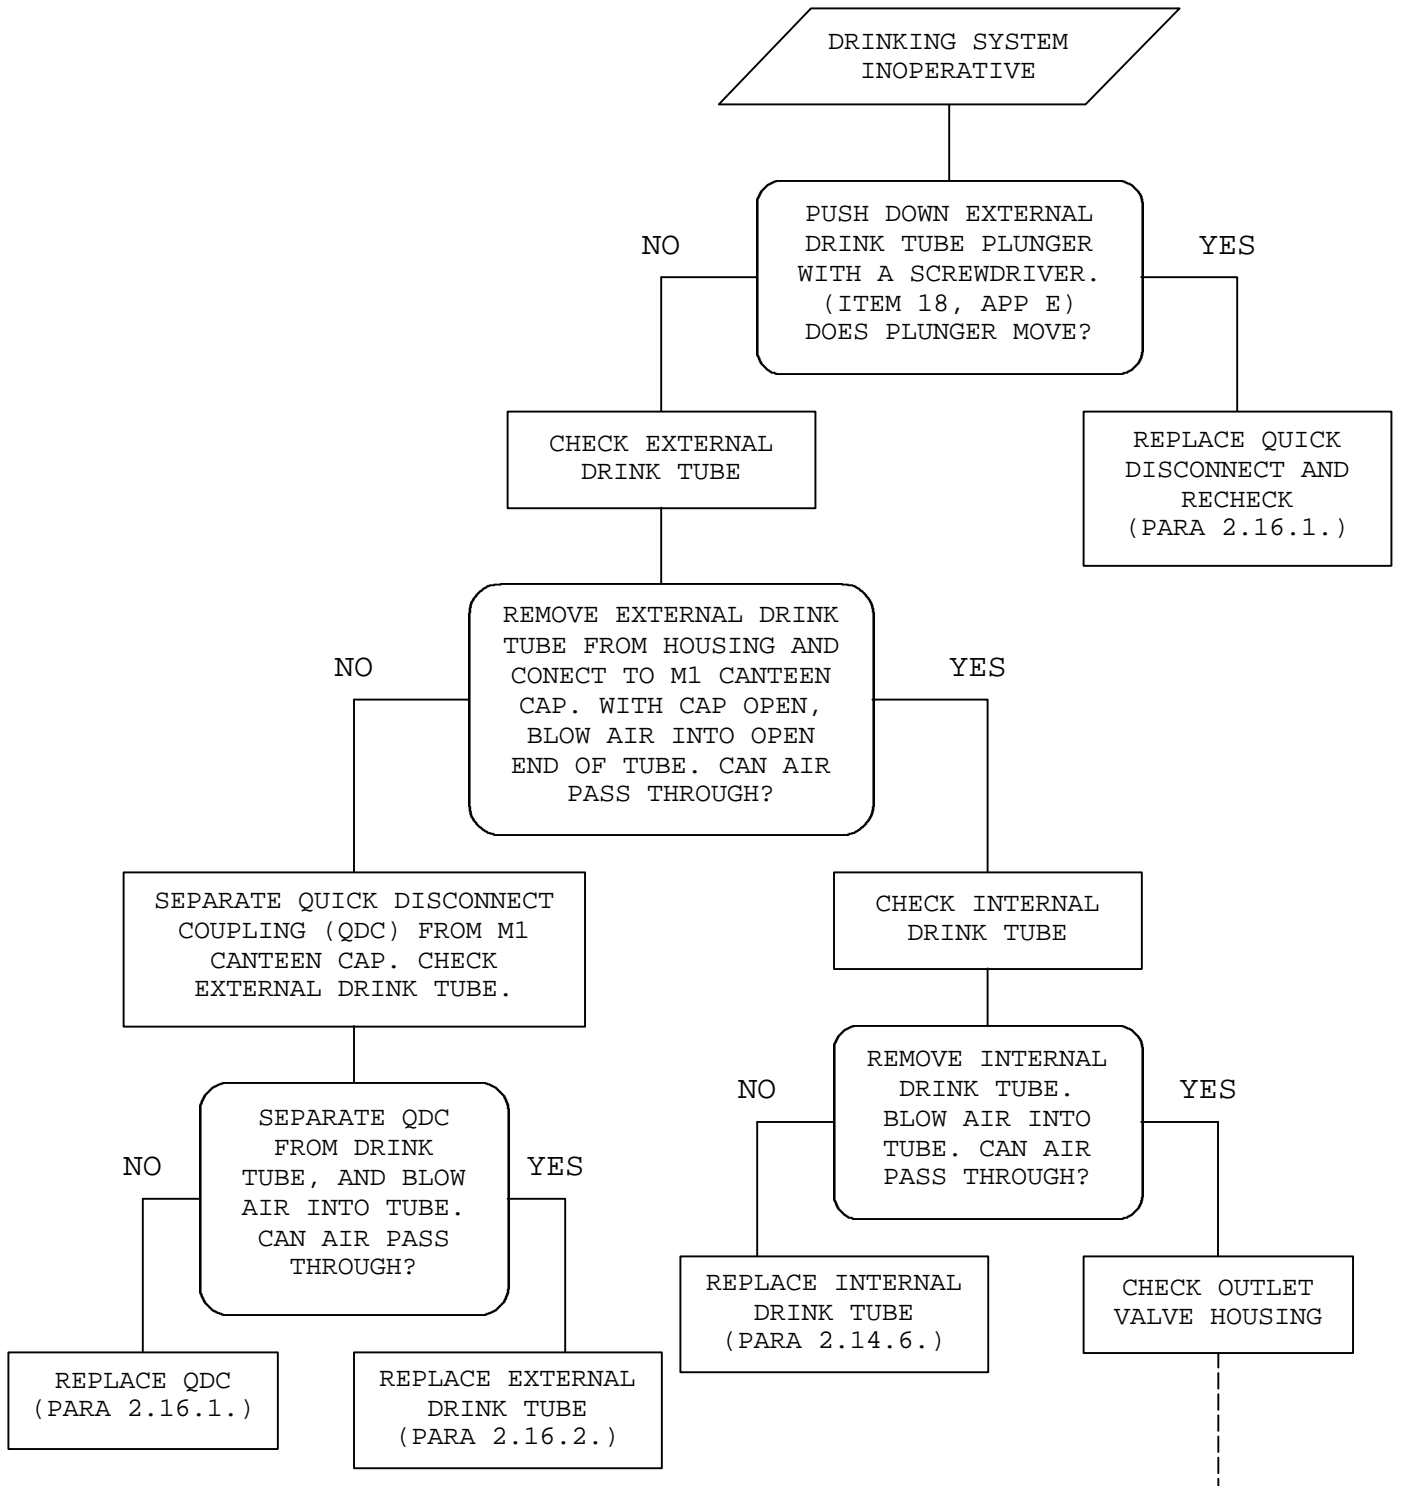 DRINKING SYSTEM
INOPERATIVE
PUSH DOWN EXTERNAL
DRINK TUBE PLUNGER
WITH A SCREWDRIVER.
(ITEM 18, APP E)
DOES PLUNGER MOVE?
NO
YES
CHECK EXTERNAL
DRINK TUBE
REPLACE QUICK
DISCONNECT AND
RECHECK
(PARA 2.16.1.)
REMOVE EXTERNAL DRINK
TUBE FROM HOUSING AND
CONECT TO M1 CANTEEN
CAP. WITH CAP OPEN,
BLOW AIR INTO OPEN
END OF TUBE. CAN AIR
PASS THROUGH?
NO
YES
SEPARATE QUICK DISCONNECT
COUPLING (QDC) FROM M1
CANTEEN CAP. CHECK
EXTERNAL DRINK TUBE.
CHECK INTERNAL
DRINK TUBE
SEPARATE QDC
FROM DRINK
TUBE, AND BLOW
AIR INTO TUBE.
CAN AIR PASS
THROUGH?
NO
YES
REMOVE INTERNAL
DRINK TUBE.
BLOW AIR INTO
TUBE. CAN AIR
PASS THROUGH?
NO
YES
REPLACE QDC
(PARA 2.16.1.)
REPLACE EXTERNAL
DRINK TUBE
(PARA 2.16.2.)
REPLACE INTERNAL
DRINK TUBE
(PARA 2.14.6.)
CHECK OUTLET
VALVE HOUSING